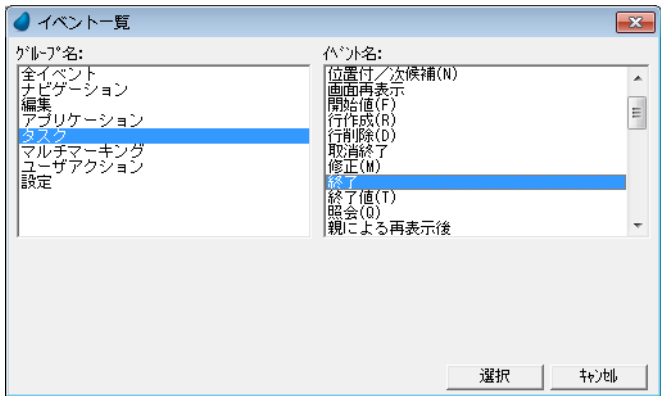 イベント一覧
ｸﾞﾙｰﾌﾟ名:
全イベント
ナビゲーション
編集
アプリケーション
タスク
マルチマーキング
ユーザアクション
設定
ｲﾍﾞﾝﾄ名:
位置付／次候補(N)
画面再表示
開始値(F)
行作成(R)
行削除(D)
取消終了
修正(M)
終了
終了値(T)
照会(Q)
親による再表示後
選択
ｷｬﾝｾﾙ